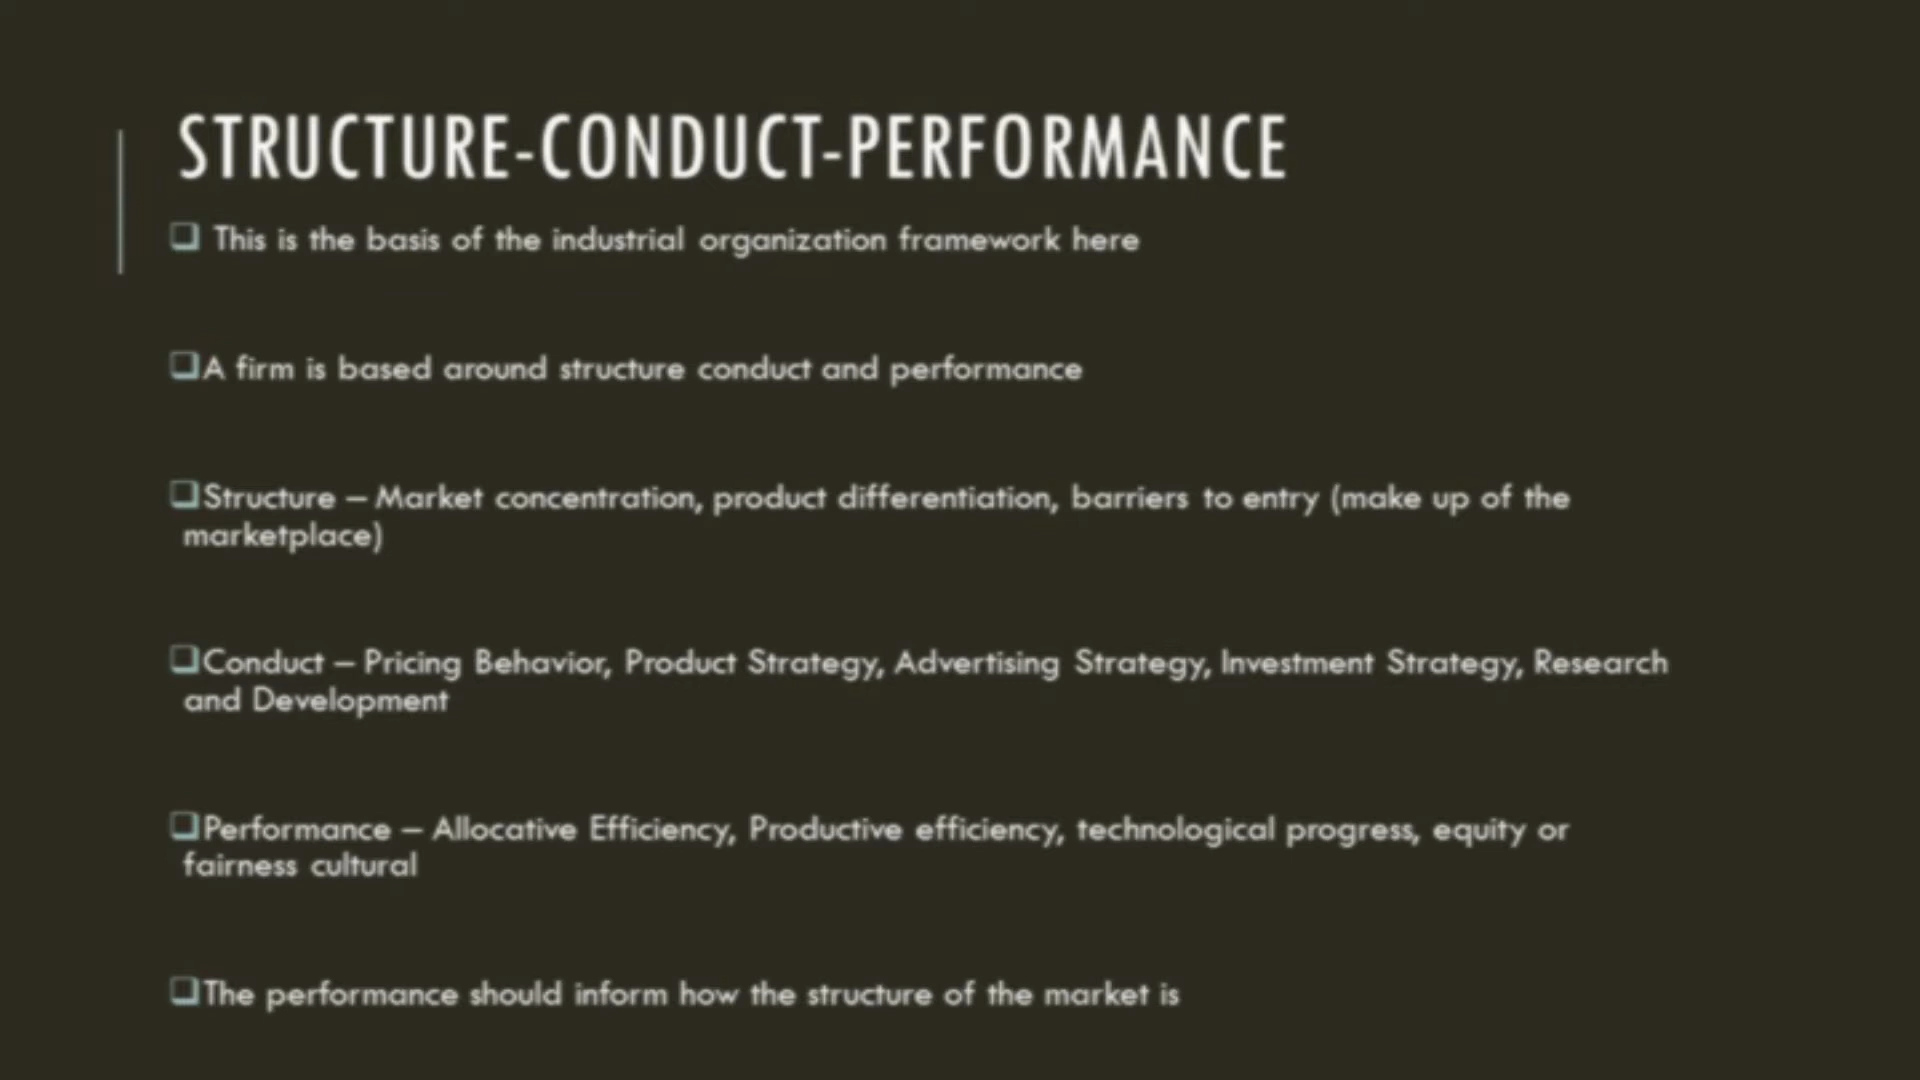 STRUCTURE-CONDUCT-PERFORMANCE
This is the basis of the industrial organization framework here
A firm is based around structure conduct and performance
Structure – Market concentration, product differentiation, barriers to entry (make up of the
marketplace)
Conduct – Pricing Behavior, Product Strategy, Advertising Strategy, Investment Strategy, Research
and Development
Performance – Allocative Efficiency, Productive efficiency, technological progress, equity or
fairness cultural
The performance should inform how the structure of the market is